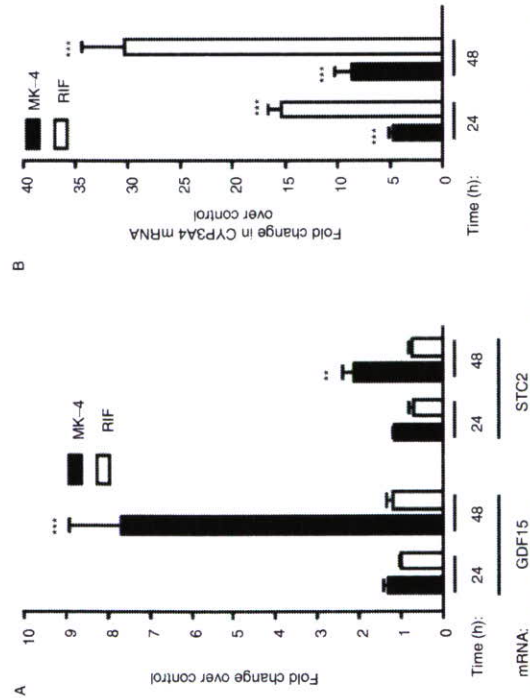 A
Fold change over control
10
9
8
7
6
5
4
3
2
1
0
MK–4
RIF
***
**
Time (h):
24
48
24
48
mRNA:
GDF15
STC2
B
Fold change in CYP3A4 mRNA
over control
40
35
30
25
20
15
10
5
0
MK–4
RIF
***
***
***
***
Time (h):
24
48